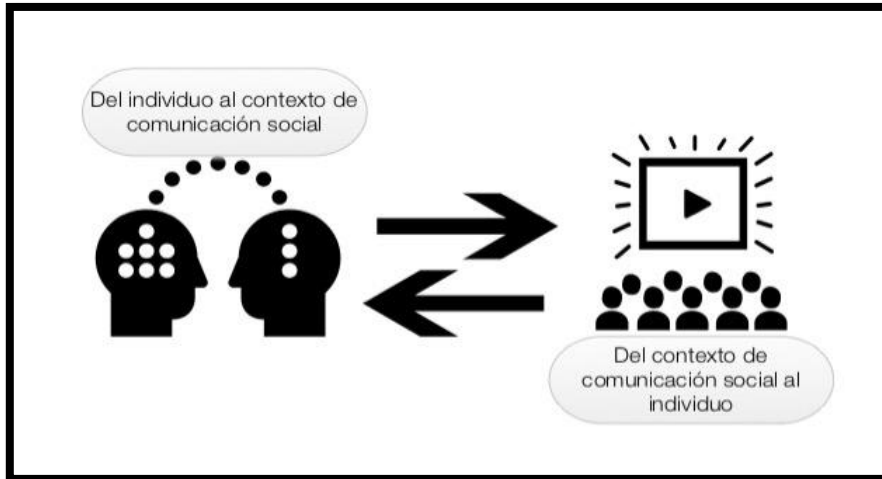 Del individuo al contexto de
comunicación social
Del contexto de
comunicación social al
individuo